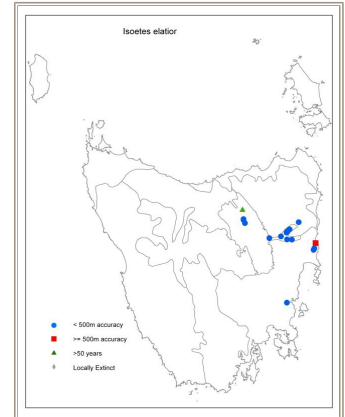 Isoetes elatior
< 500m accuracy
>= 500m accuracy
>50 years
Locally Extinct